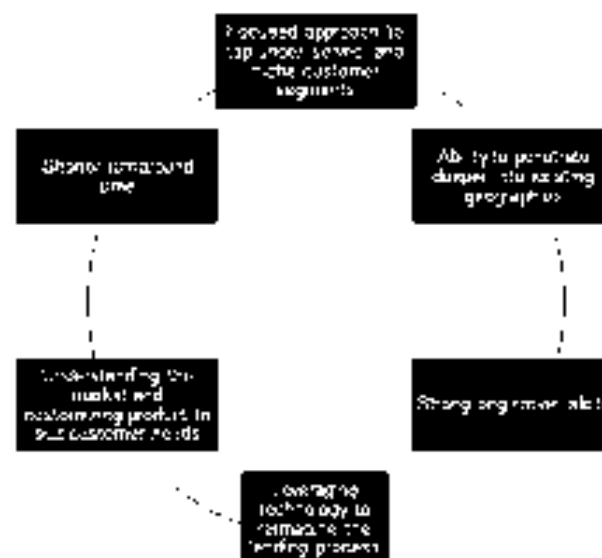 Focused approach to
tap under served and
niche customer
segments
Ability to penetrate
deeper into existing
geographies
Strong
Leveraging
technology to
reimagine the
lending process
Understanding the
market and
customising product to
suit customer needs
Shorter turnaround
time